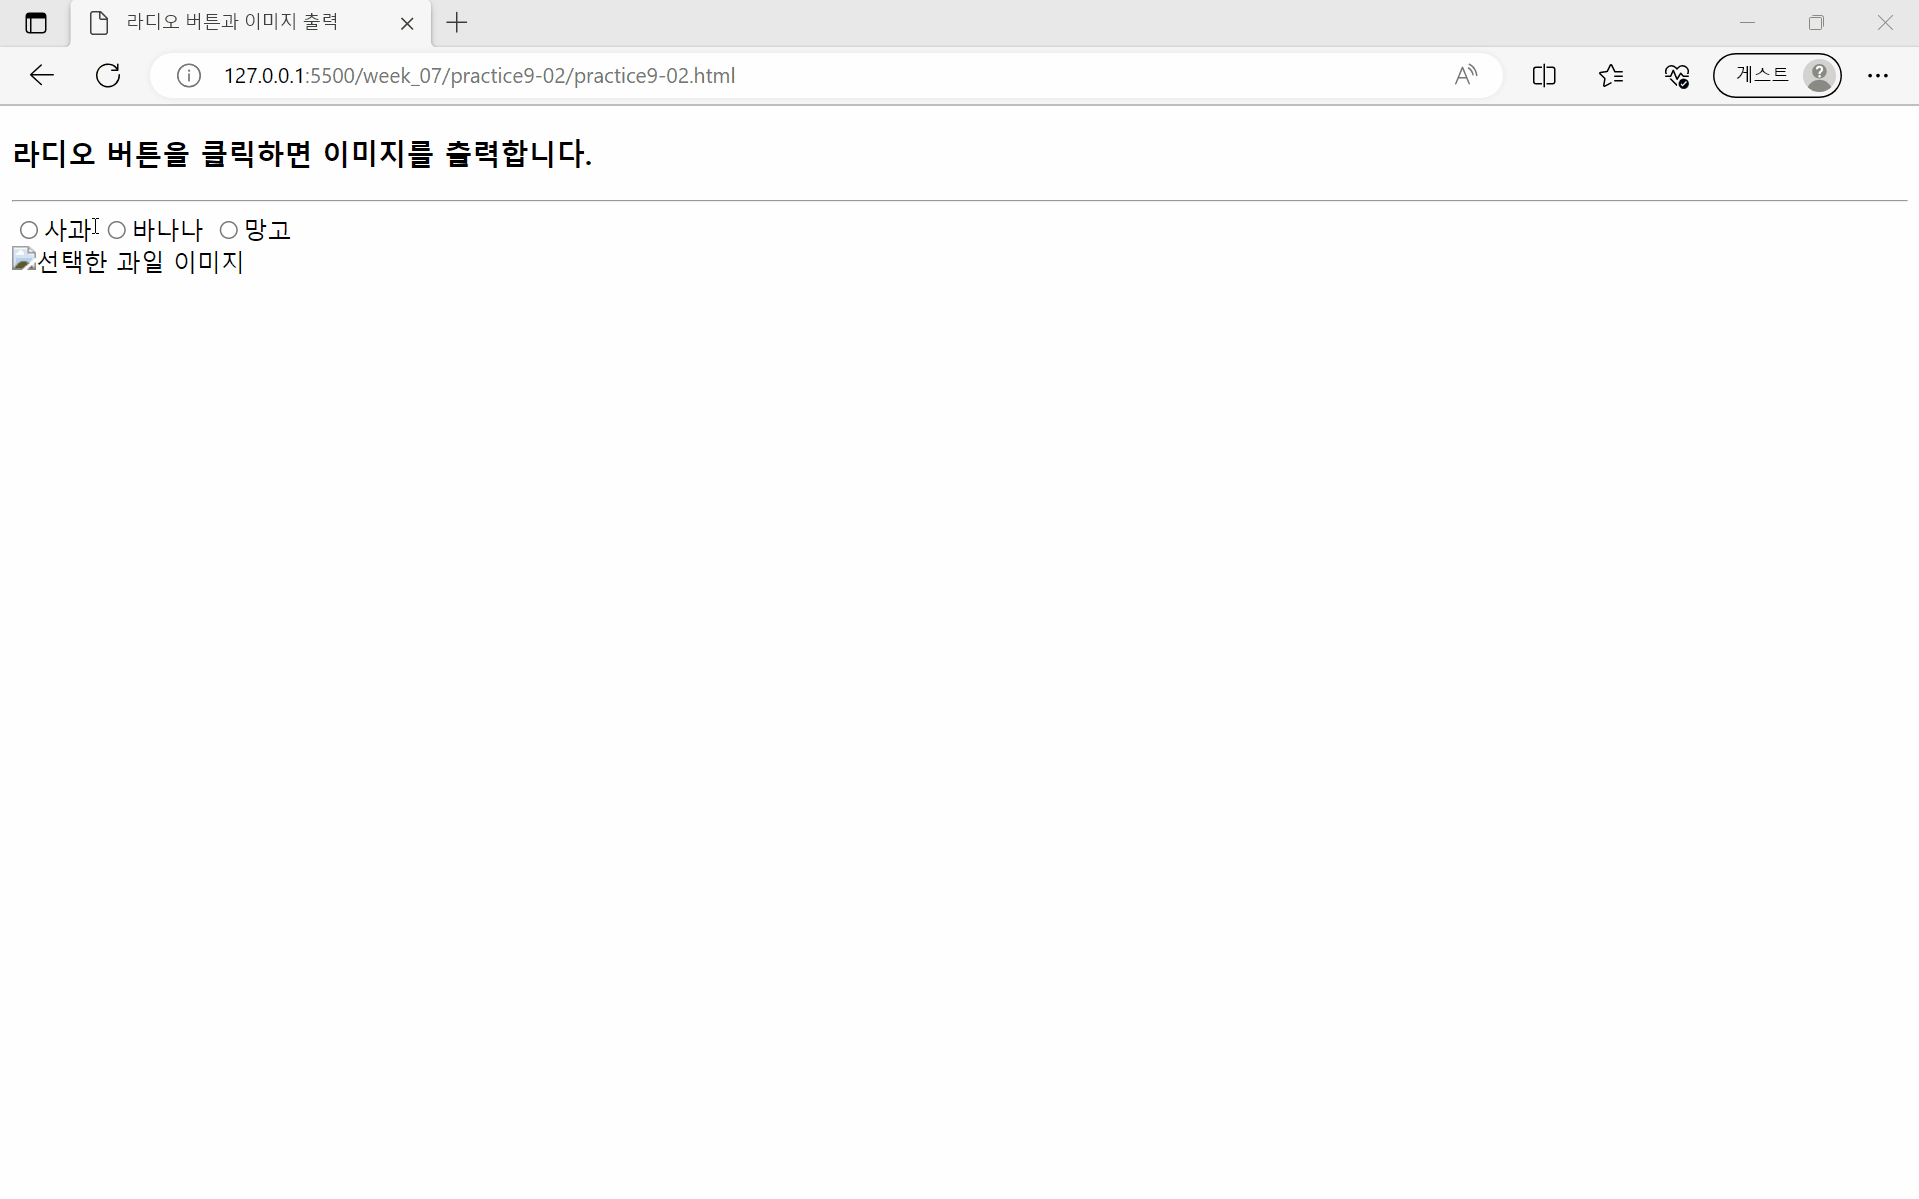 라디오 버튼과 이미지 출력
127.0.0.1:5500/week_07/practice9-02/practice9-02.html
게스트
라디오 버튼을 클릭하면 이미지를 출력합니다.
사과 바나나 망고
선택한 과일 이미지